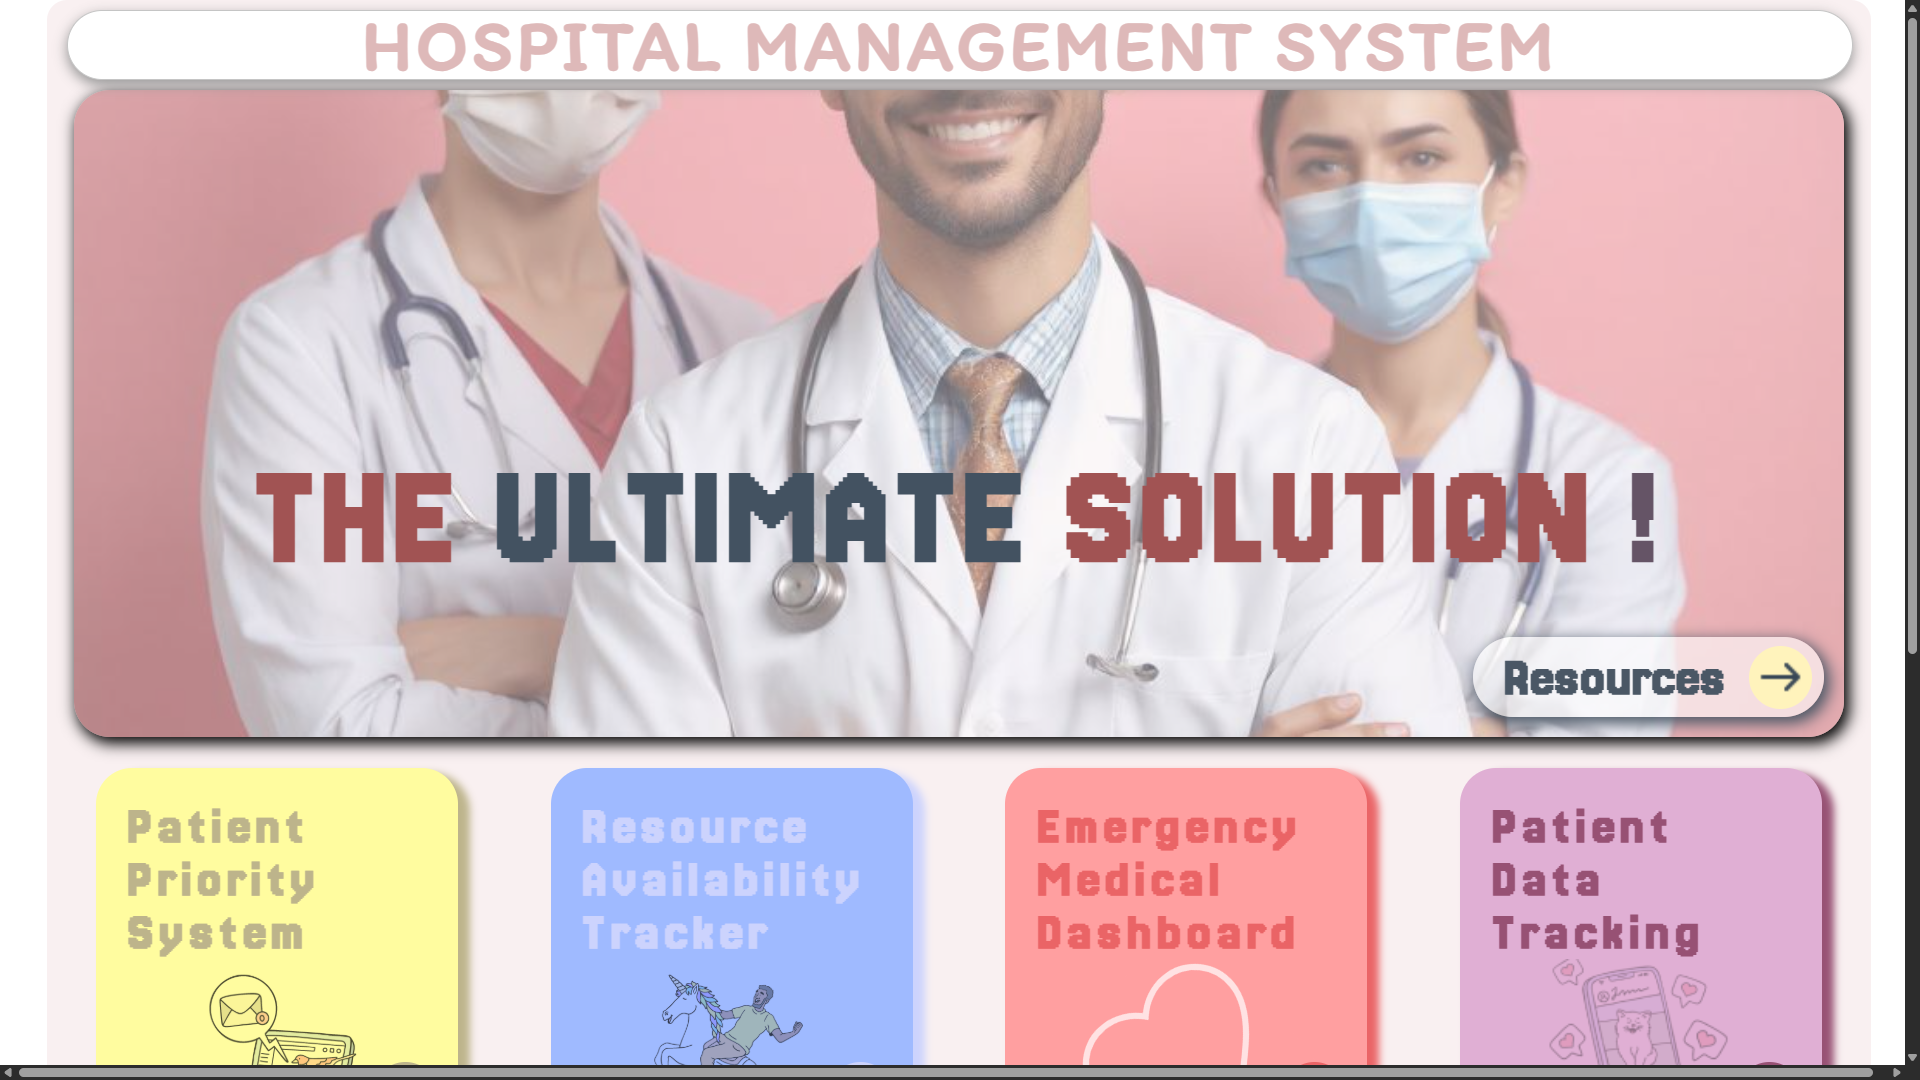 HOSPITAL MANAGEMENT SYSTEM
THE ULTIMATE SOLUTION !
Resources
Patient
Priority
System
Resource
Availability
Tracker
Emergency
Medical
Dashboard
Patient
Data
Tracking